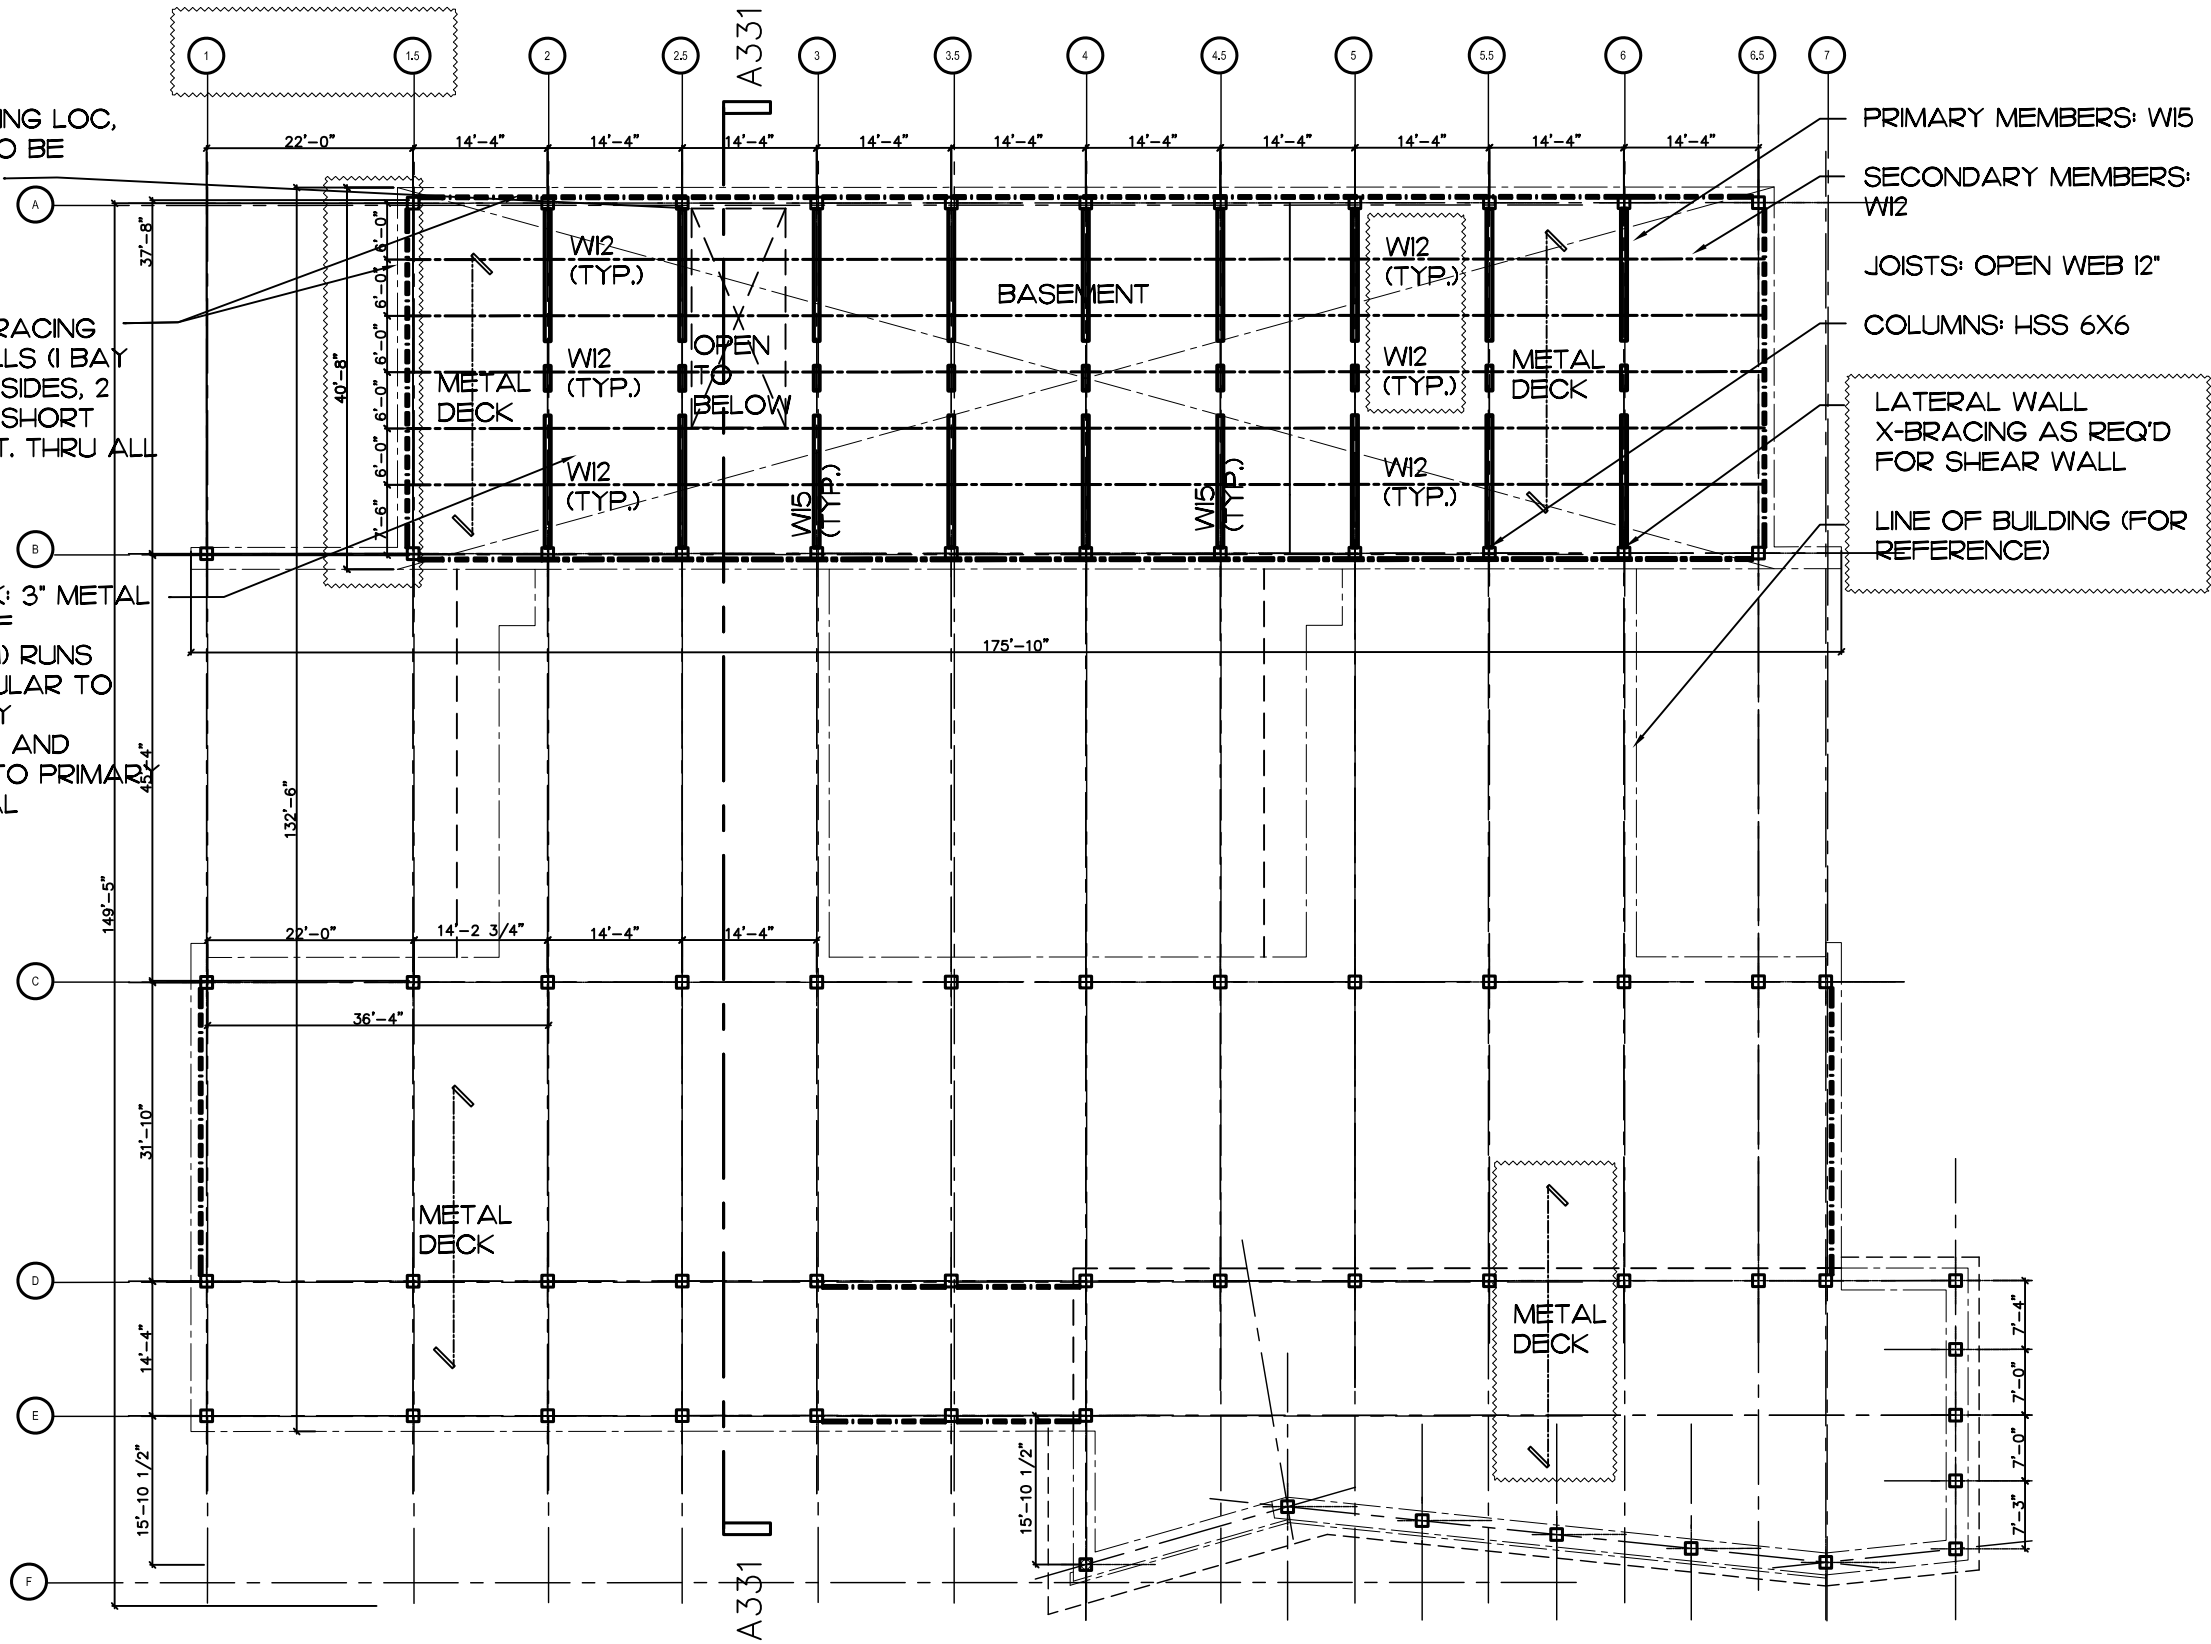 A331
1
1.5
2
2.5
3
3.5
4
4.5
5
5.5
6
6.5
7
ING LOC,
O BE
22'-0"
14'-4"
14'-4"
14'-4"
14'-4"
14'-4"
14'-4"
14'-4"
14'-4"
14'-4"
14'-4"
PRIMARY MEMBERS: W15
SECONDARY MEMBERS:
W12
JOISTS: OPEN WEB 12"
COLUMNS: HSS 6X6
LATERAL WALL
X-BRACING AS REQ'D
FOR SHEAR WALL
LINE OF BUILDING (FOR
REFERENCE)
A
37'-8"
40'-8"
6'-0"
6'-0"
6'-0"
6'-0"
6'-0"
6'-0"
7'-6"
W12
(TYP.)
W12
(TYP.)
W12
(TYP.)
METAL
DECK
OPEN
TO
BELOW
BASEMENT
W15
(TYP.)
W15
(TYP.)
W12
(TYP.)
W12
(TYP.)
W12
(TYP.)
METAL
DECK
RACING
LLS (1 BAY
SIDES, 2
SHORT
T. THRU ALL
B
K: 3" METAL
) RUNS
ULAR TO
Y
AND
TO PRIMARY
AL
175'-10"
45'-4"
132'-6"
149'-5"
22'-0"
14'-2 3/4"
14'-4"
14'-4"
C
36'-4"
31'-10"
METAL
DECK
D
14'-4"
METAL
DECK
7'-4"
7'-0"
7'-0"
7'-3"
E
15'-10 1/2"
15'-10 1/2"
F
A331